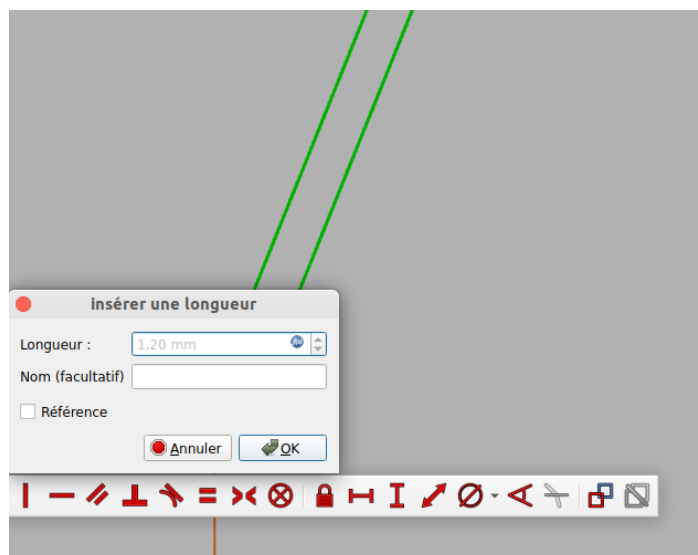 insérer une longueur
Longueur : 1,20 mm
Nom (facultatif)
Référence
Annuler OK